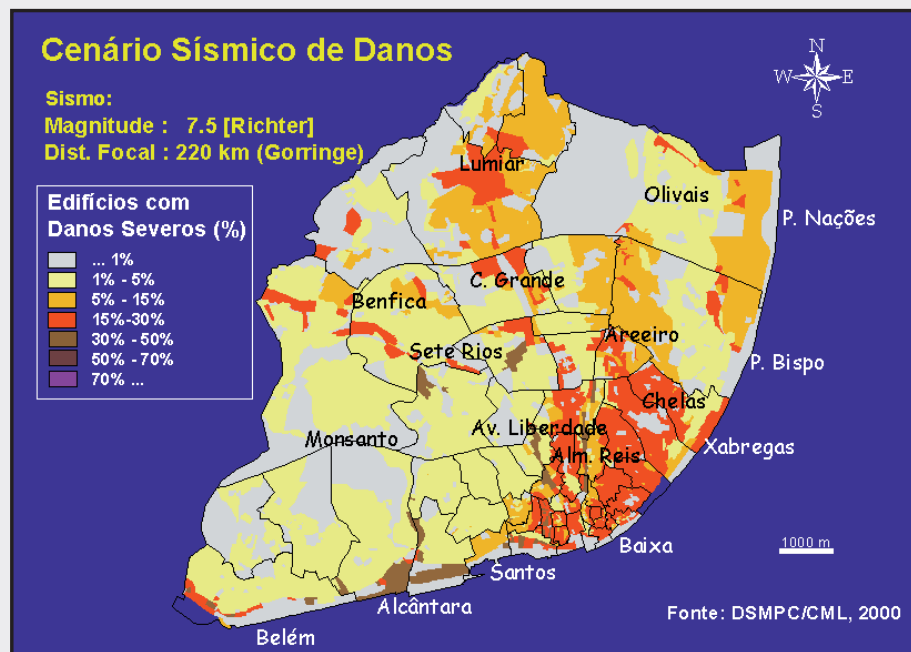 Cenário Sísmico de Danos
N
W E
S
Sismo:
Magnitude : 7.5 [Richter]
Dist. Focal : 220 km (Gorringe)
Lumiar
Edifícios com
Danos Severos (%)
... 1%
1% - 5%
5% - 15%
15%-30%
30% - 50%
50% - 70%
70% ...
Olivais
P. Nações
C. Grande
Benfica
Areeiro
Sete Rios
P. Bispo
Chelas
Av. Liberdade
Monsanto
Alm. Reis
Xabregas
Baixa
1000 m
Santos
Alcântara
Belém
Fonte: DSMPC/CML, 2000